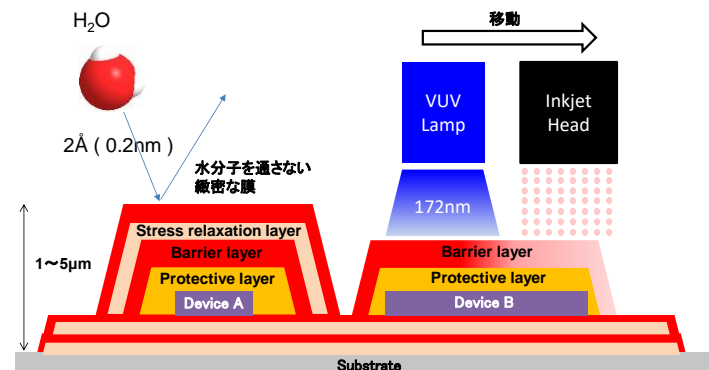 H₂O
2Å ( 0.2nm )
水分子を通さない
緻密な膜
移動
VUV
Lamp
Inkjet
Head
172nm
1～5μm
Stress relaxation layer
Barrier layer
Protective layer
Device A
Barrier layer
Protective layer
Device B
Substrate